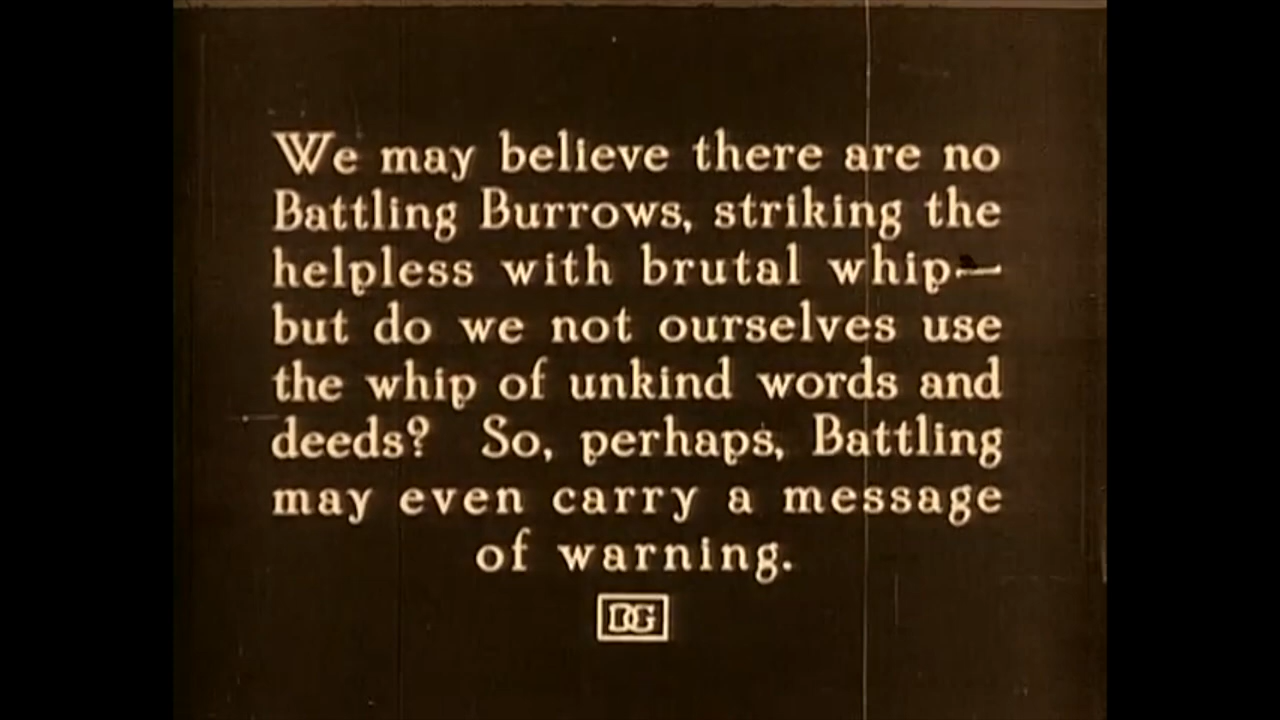 We may believe there are no
Battling Burrows, striking the
helpless with brutal whip—
but do we not ourselves use
the whip of unkind words and
deeds? So, perhaps, Battling
may even carry a message
of warning.
DG